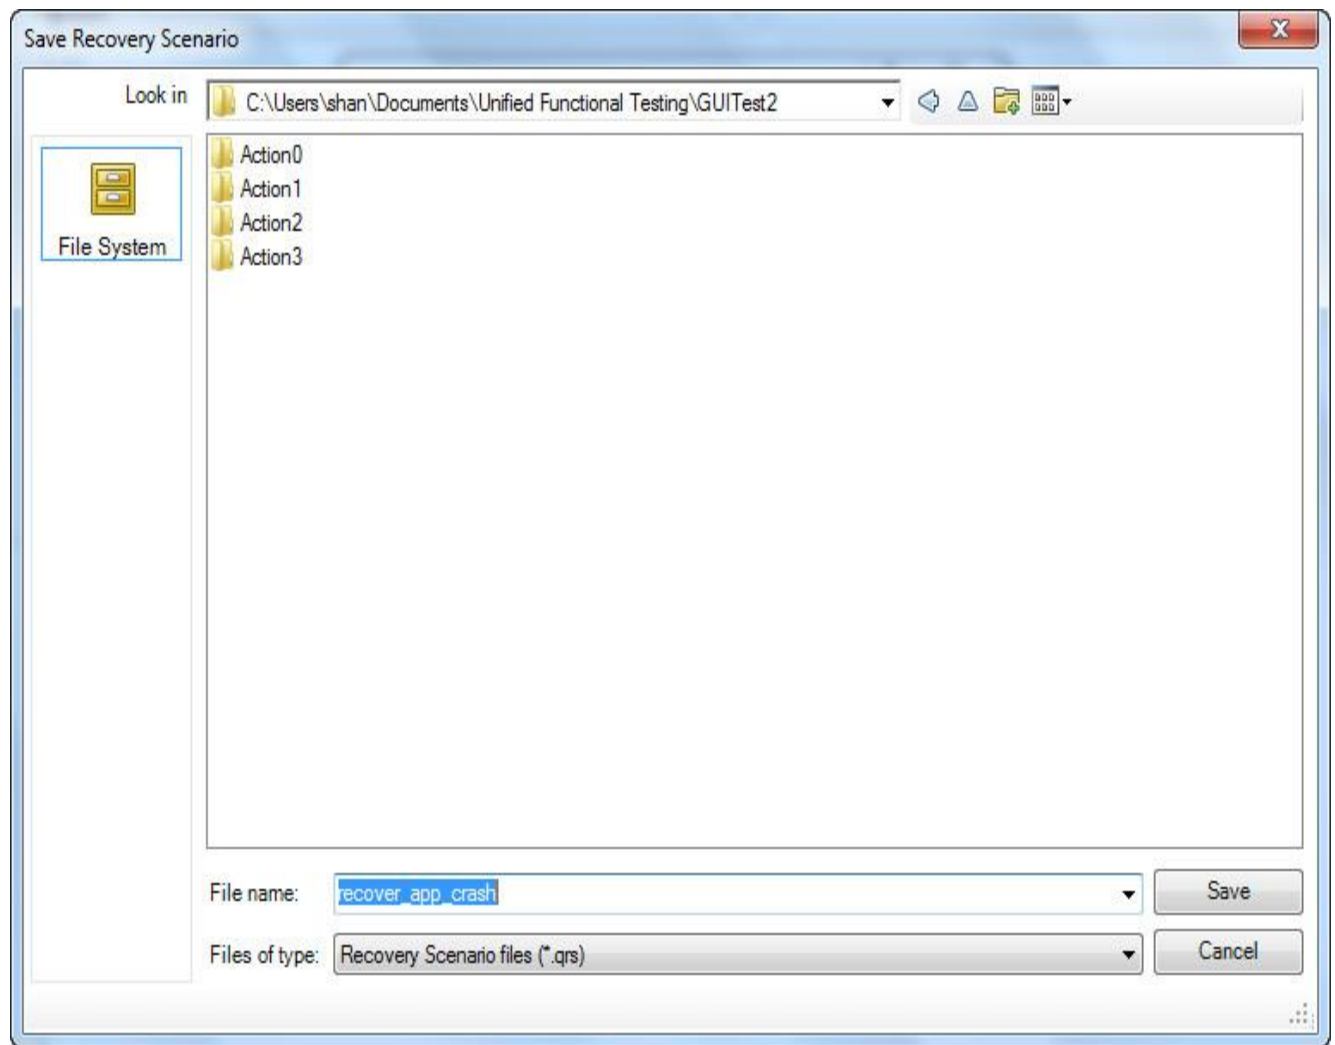 Save Recovery Scenario
X
Look in
C:\Users\shan\Documents\Unified Functional Testing\GUITest2
File System
Action0
Action1
Action2
Action3
File name:
recover_app_crash
Save
Files of type:
Recovery Scenario files (*.qrs)
Cancel